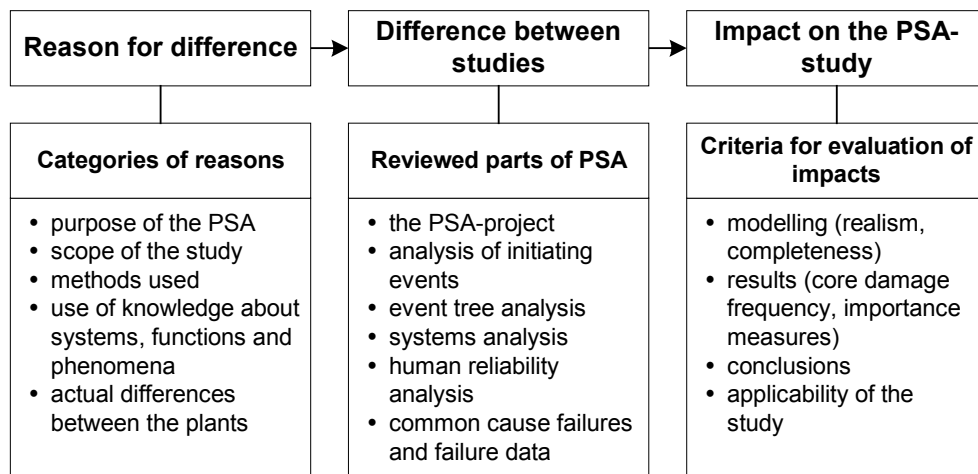 Reason for difference
Difference between
studies
Impact on the PSA-
study
Categories of reasons
• purpose of the PSA
• scope of the study
• methods used
• use of knowledge about
systems, functions and
phenomena
• actual differences
between the plants
Reviewed parts of PSA
• the PSA-project
• analysis of initiating
events
• event tree analysis
• systems analysis
• human reliability
analysis
• common cause failures
and failure data
Criteria for evaluation of
impacts
• modelling (realism,
completeness)
• results (core damage
frequency, importance
measures)
• conclusions
• applicability of the
study